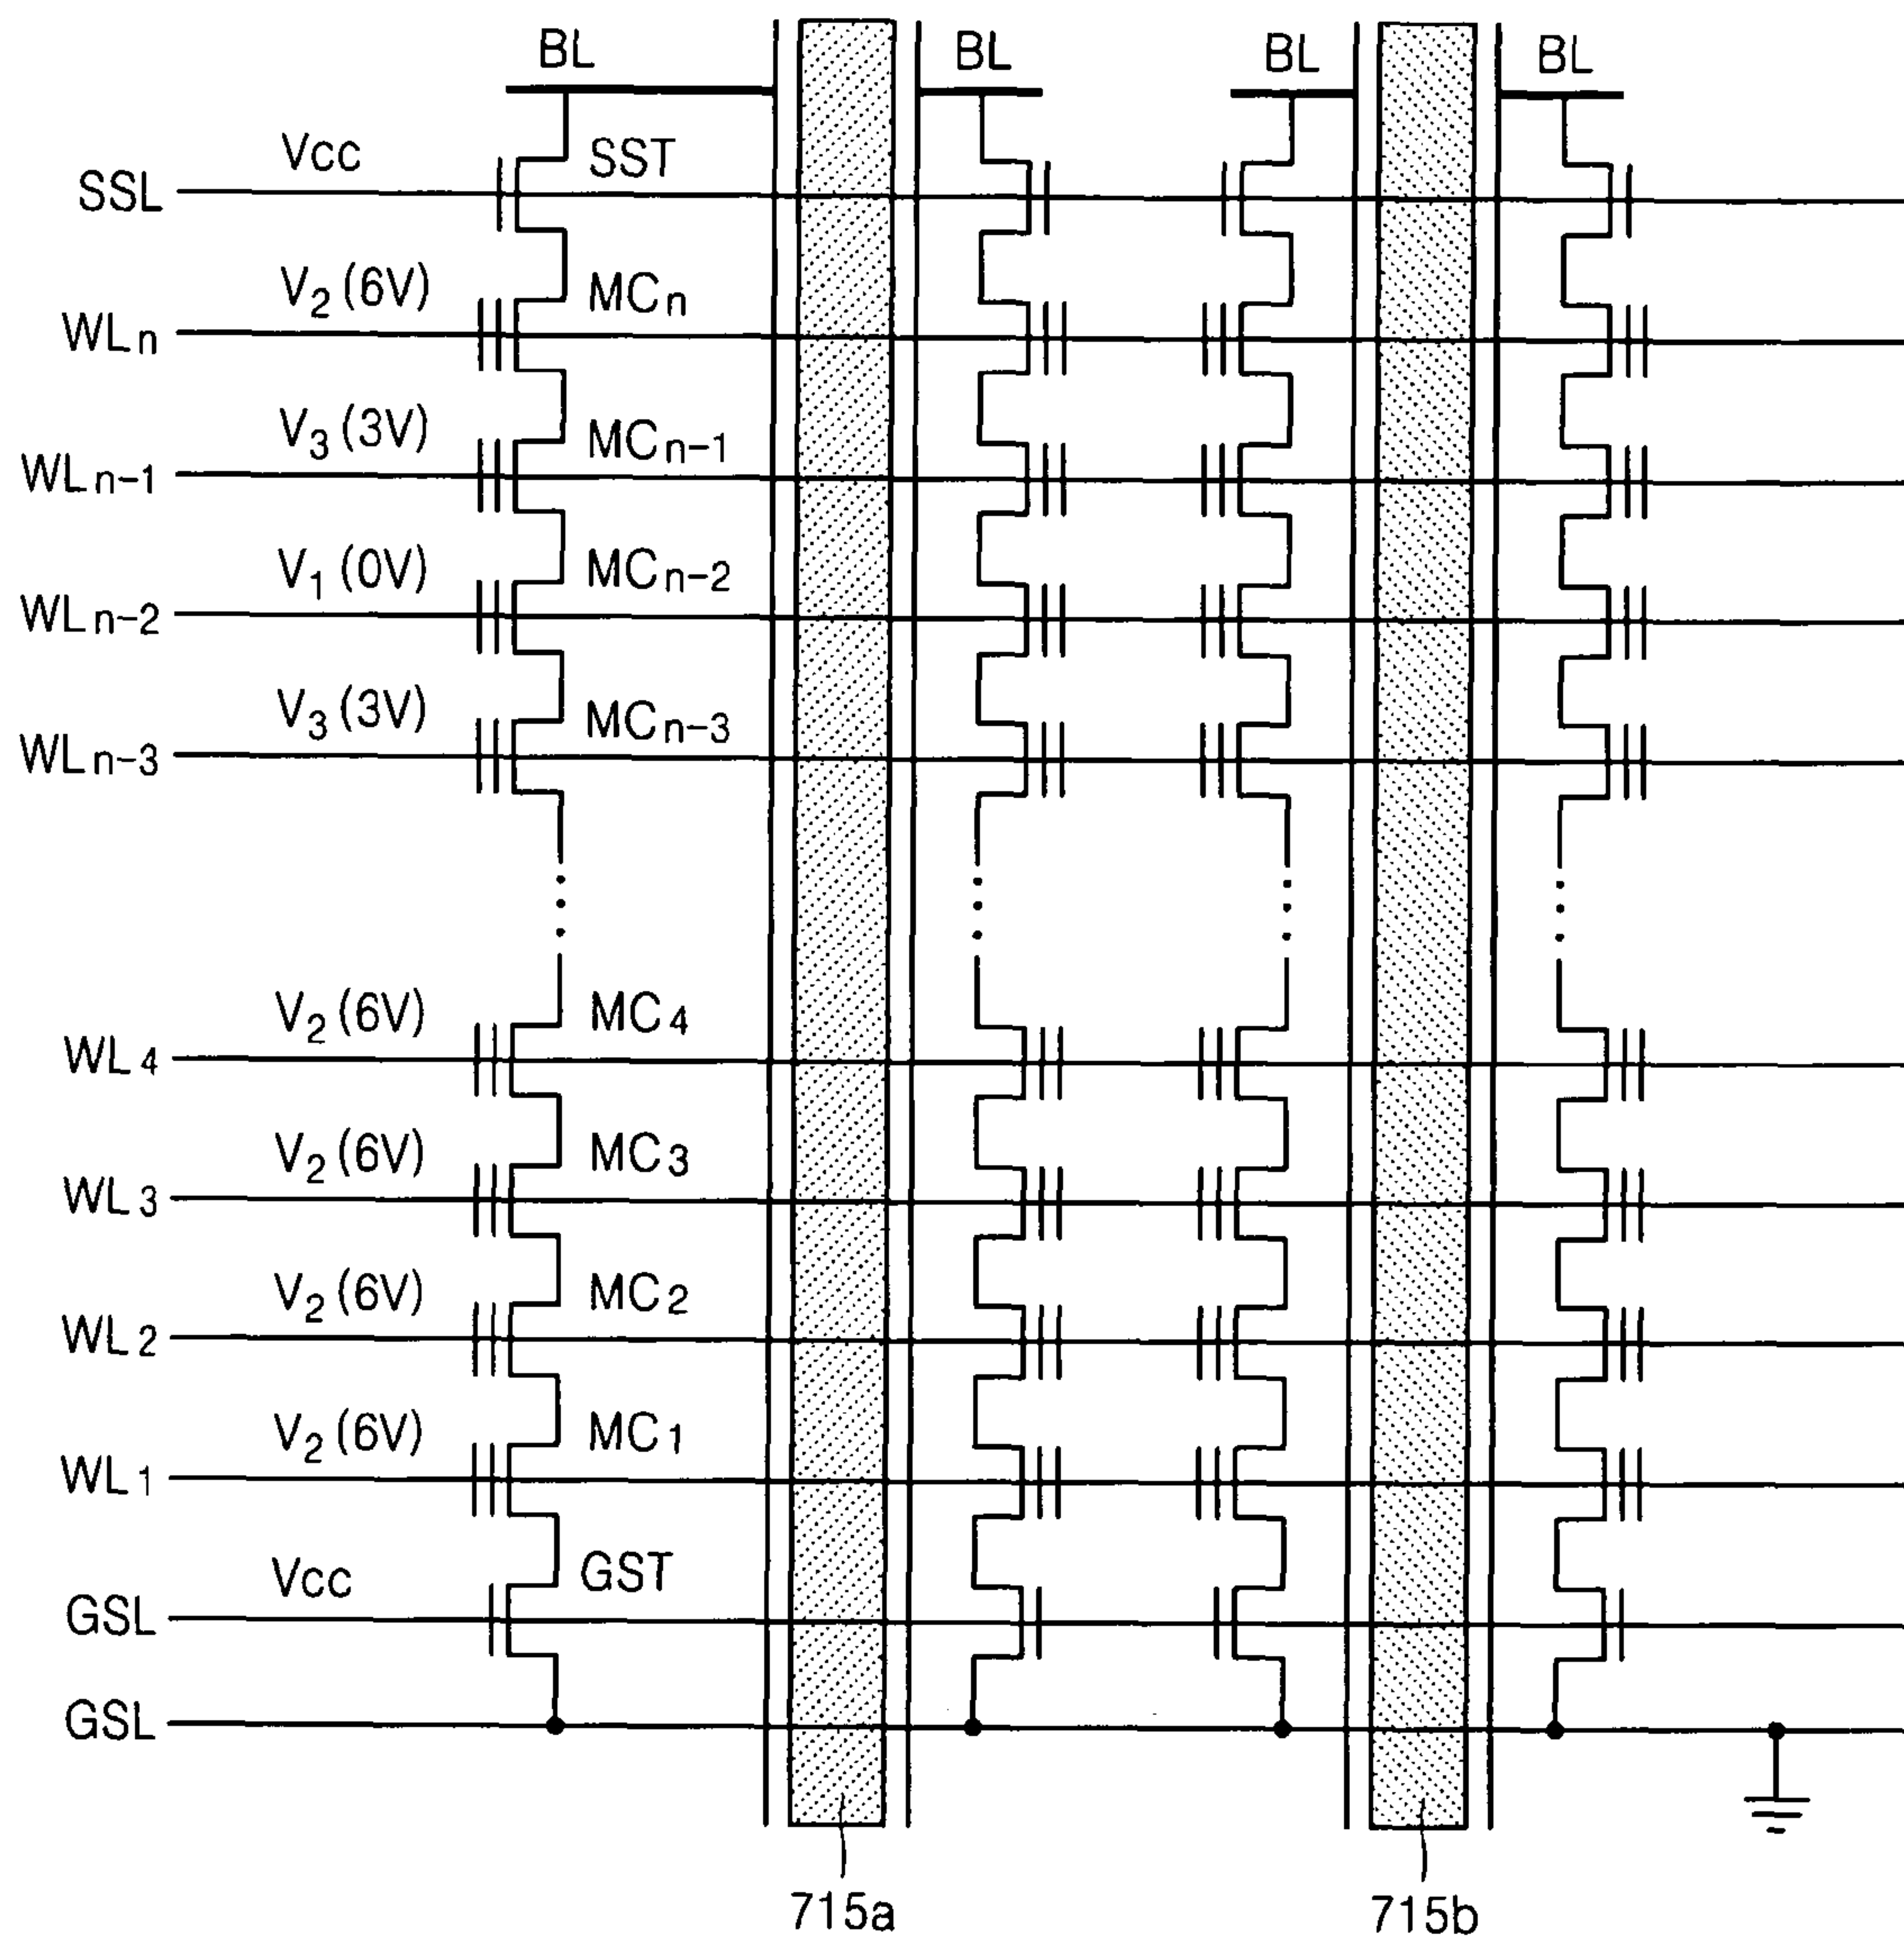 BL BL BL BL
SSL Vcc SST
WLn V2 (6V) MCn
WLn-1 V3 (3V) MCn-1
WLn-2 V1 (0V) MCn-2
WLn-3 V3 (3V) MCn-3
WL4 V2 (6V) MC4
WL3 V2 (6V) MC3
WL2 V2 (6V) MC2
WL1 V2 (6V) MC1
GSL Vcc GST
GSL
715a 715b